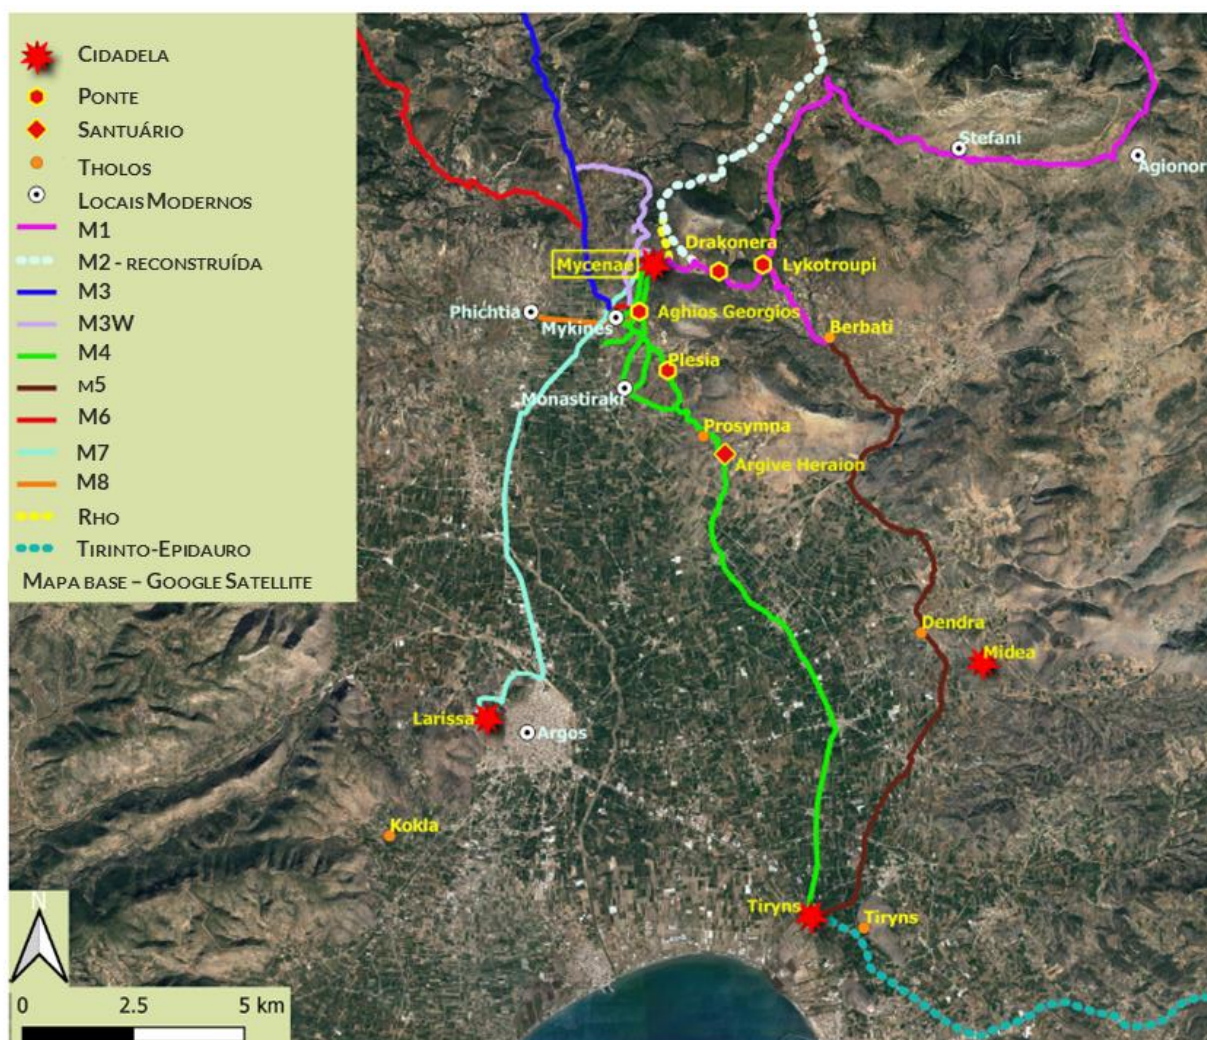 CIDADELA
PONTE
SANTUÁRIO
THOLOS
LOCAIS MODERNOS
M1
M2 - RECONSTRUÍDA
M3
M3W
M4
M5
M6
M7
M8
RHO
TIRINTO-EPIDAURO
MAPA BASE – GOOGLE SATELLITE
Stefani
Agionor
Drakonera
Mycenae
Lykotroupi
Phichtia
Mykines
Aghios Georgios
Berbati
Plesia
Monastiraki
Prosymna
Argive Heraion
Dendra
Midea
Larissa
Argos
Kokla
Tiryns
Tiryns
N
0 2.5 5 km